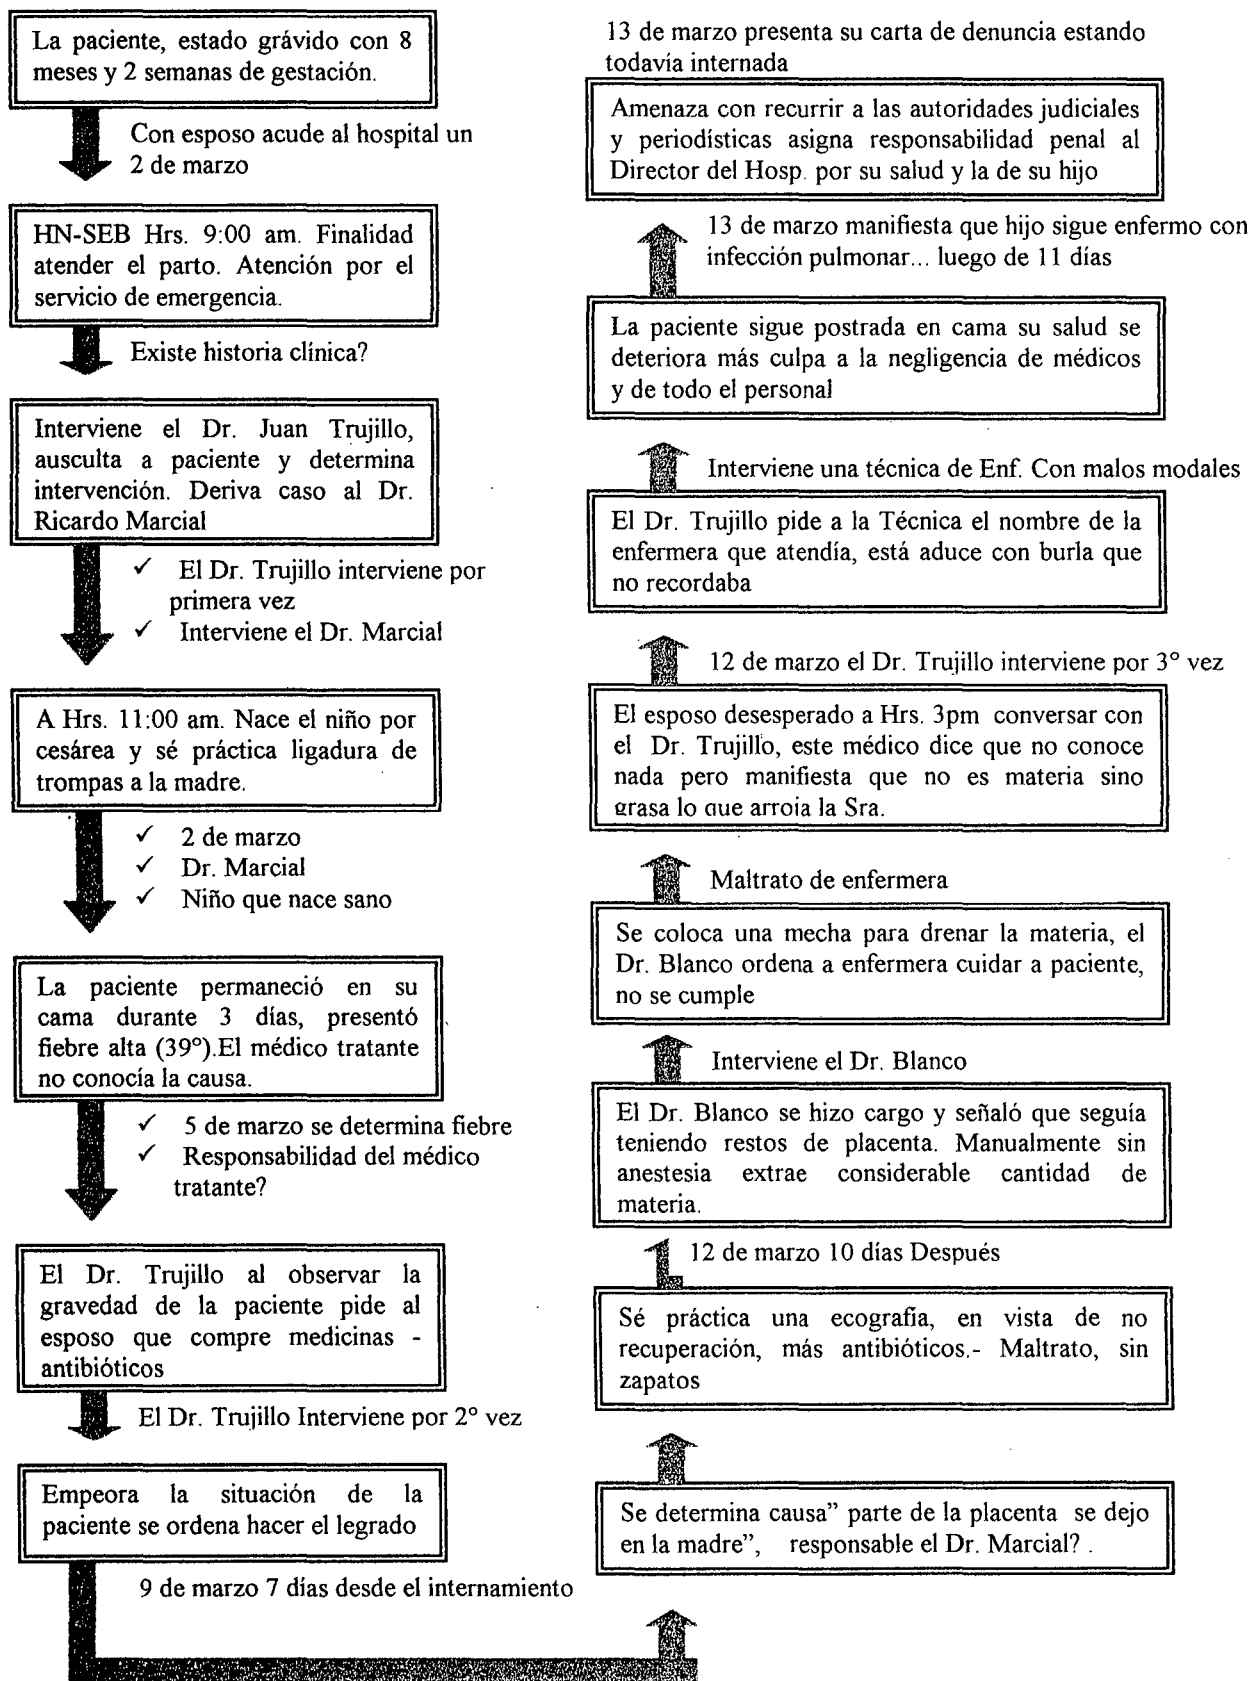 La paciente, estado grávido con 8
meses y 2 semanas de gestación.
Con esposo acude al hospital un
2 de marzo
HN-SEB Hrs. 9:00 am. Finalidad
atender el parto. Atención por el
servicio de emergencia.
Existe historia clínica?
Interviene el Dr. Juan Trujillo,
ausculta a paciente y determina
intervención. Deriva caso al Dr.
Ricardo Marcial
✓ El Dr. Trujillo interviene por
primera vez
✓ Interviene el Dr. Marcial
A Hrs. 11:00 am. Nace el niño por
cesárea y sé práctica ligadura de
trompas a la madre.
✓ 2 de marzo
✓ Dr. Marcial
✓ Niño que nace sano
La paciente permaneció en su
cama durante 3 días, presentó
fiebre alta (39º).El médico tratante
no conocía la causa.
✓ 5 de marzo se determina fiebre
✓ Responsabilidad del médico
tratante?
El Dr. Trujillo al observar la
gravedad de la paciente pide al
esposo que compre medicinas -
antibióticos
El Dr. Trujillo Interviene por 2° vez
Empeora la situación de la
paciente se ordena hacer el legrado
9 de marzo 7 días desde el internamiento
13 de marzo presenta su carta de denuncia estando
todavía internada
Amenaza con recurrir a las autoridades judiciales
y periodísticas asigna responsabilidad penal al
Director del Hosp. por su salud y la de su hijo
13 de marzo manifiesta que hijo sigue enfermo con
infección pulmonar... luego de 11 días
La paciente sigue postrada en cama su salud se
deteriora más culpa a la negligencia de médicos
y de todo el personal
Interviene una técnica de Enf. Con malos modales
El Dr. Trujillo pide a la Técnica el nombre de la
enfermera que atendía, está aduce con burla que
no recordaba
12 de marzo el Dr. Trujillo interviene por 3° vez
El esposo desesperado a Hrs. 3pm conversar con
el Dr. Trujillo, este médico dice que no conoce
nada pero manifiesta que no es materia sino
grasa lo que arroja la Sra.
Maltrato de enfermera
Se coloca una mecha para drenar la materia, el
Dr. Blanco ordena a enfermera cuidar a paciente,
no se cumple
Interviene el Dr. Blanco
El Dr. Blanco se hizo cargo y señaló que seguía
teniendo restos de placenta. Manualmente sin
anestesia extrae considerable cantidad de
materia.
12 de marzo 10 días Después
Sé práctica una ecografía, en vista de no
recuperación, más antibióticos.- Maltrato, sin
zapatos
Se determina causa” parte de la placenta se dejo
en la madre”, responsable el Dr. Marcial? .